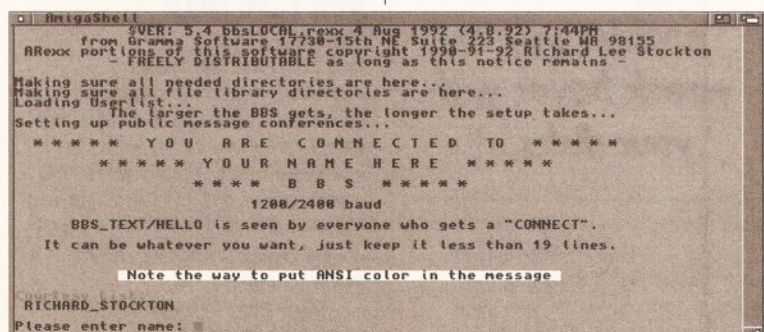 AmigaShell
$VER: 5.4 bbsLOCAL.rexx 4 Aug 1992 (4.8.92) 7:44PM
from Gramma Software 17730-15th NE Suite 223 Seattle WA 98155
ARexx portions of this software copyright 1990-91-92 Richard Lee Stockton
- FREELY DISTRIBUTABLE as long as this notice remains -
Making sure all needed directories are here...
Making sure all file library directories are here...
Loading Userlist...
The larger the BBS gets, the longer the setup takes...
Setting up public message conferences...
* * * * * Y O U A R E C O N N E C T E D T O * * * * *
* * * * * Y O U R N A M E H E R E * * * * *
* * * * B B S * * * * *
1200/2400 baud
BBS_TEXT/HELLO is seen by everyone who gets a "CONNECT".
It can be whatever you want, just keep it less than 19 lines.
Note the way to put ANSI color in the message
RICHARD_STOCKTON
Please enter name: